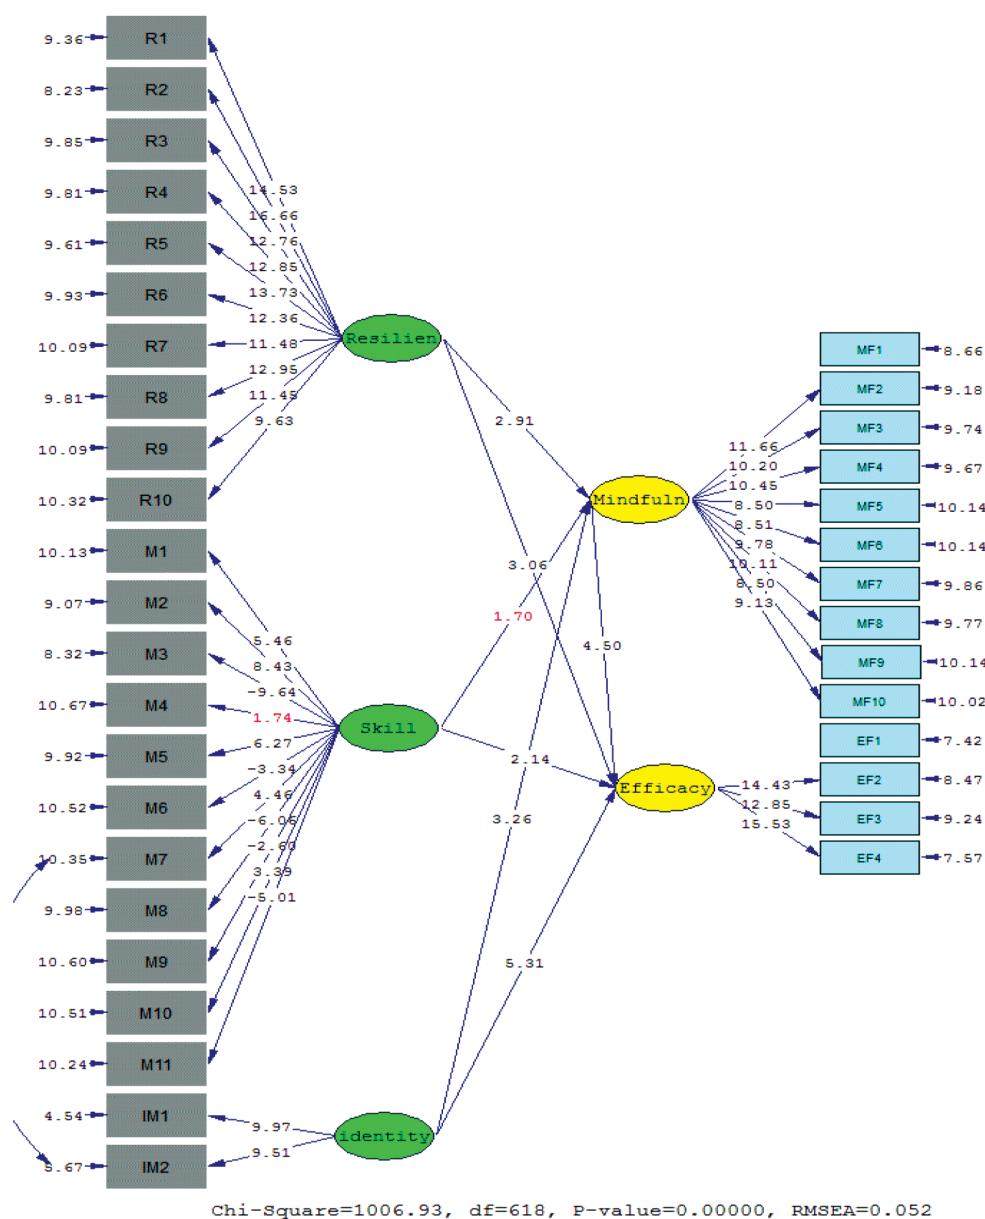 9.36 R1
8.23 R2
9.85 R3
9.81 R4
9.61 R5
9.93 R6
10.09 R7
9.81 R8
10.09 R9
10.32 R10
10.13 M1
9.07 M2
8.32 M3
10.67 M4
9.92 M5
10.52 M6
10.35 M7
9.98 M8
10.60 M9
10.51 M10
10.24 M11
4.54 IM1
IM2
14.53
16.66
12.76
12.85
13.73
12.36
11.48
12.95
11.45
9.63
5.46
8.43
-9.64
1.74
6.27
-3.34
4.46
-6.06
-2.60
3.39
-5.01
9.97
9.51
Resilien
Skill
identity
2.91
3.06
1.70
4.50
2.14
3.26
5.31
Mindfuln
Efficacy
11.66
10.20
10.45
8.50
8.51
9.78
10.11
8.50
9.13
14.43
12.85
15.53
MF1 8.66
MF2 9.18
MF3 9.74
MF4 9.67
MF5 10.14
MF6 10.14
MF7 9.86
MF8 9.77
MF9 10.14
MF10 10.02
EF1 7.42
EF2 8.47
EF3 9.24
EF4 7.57
Chi-Square=1006.93, df=618, P-value=0.00000, RMSEA=0.052